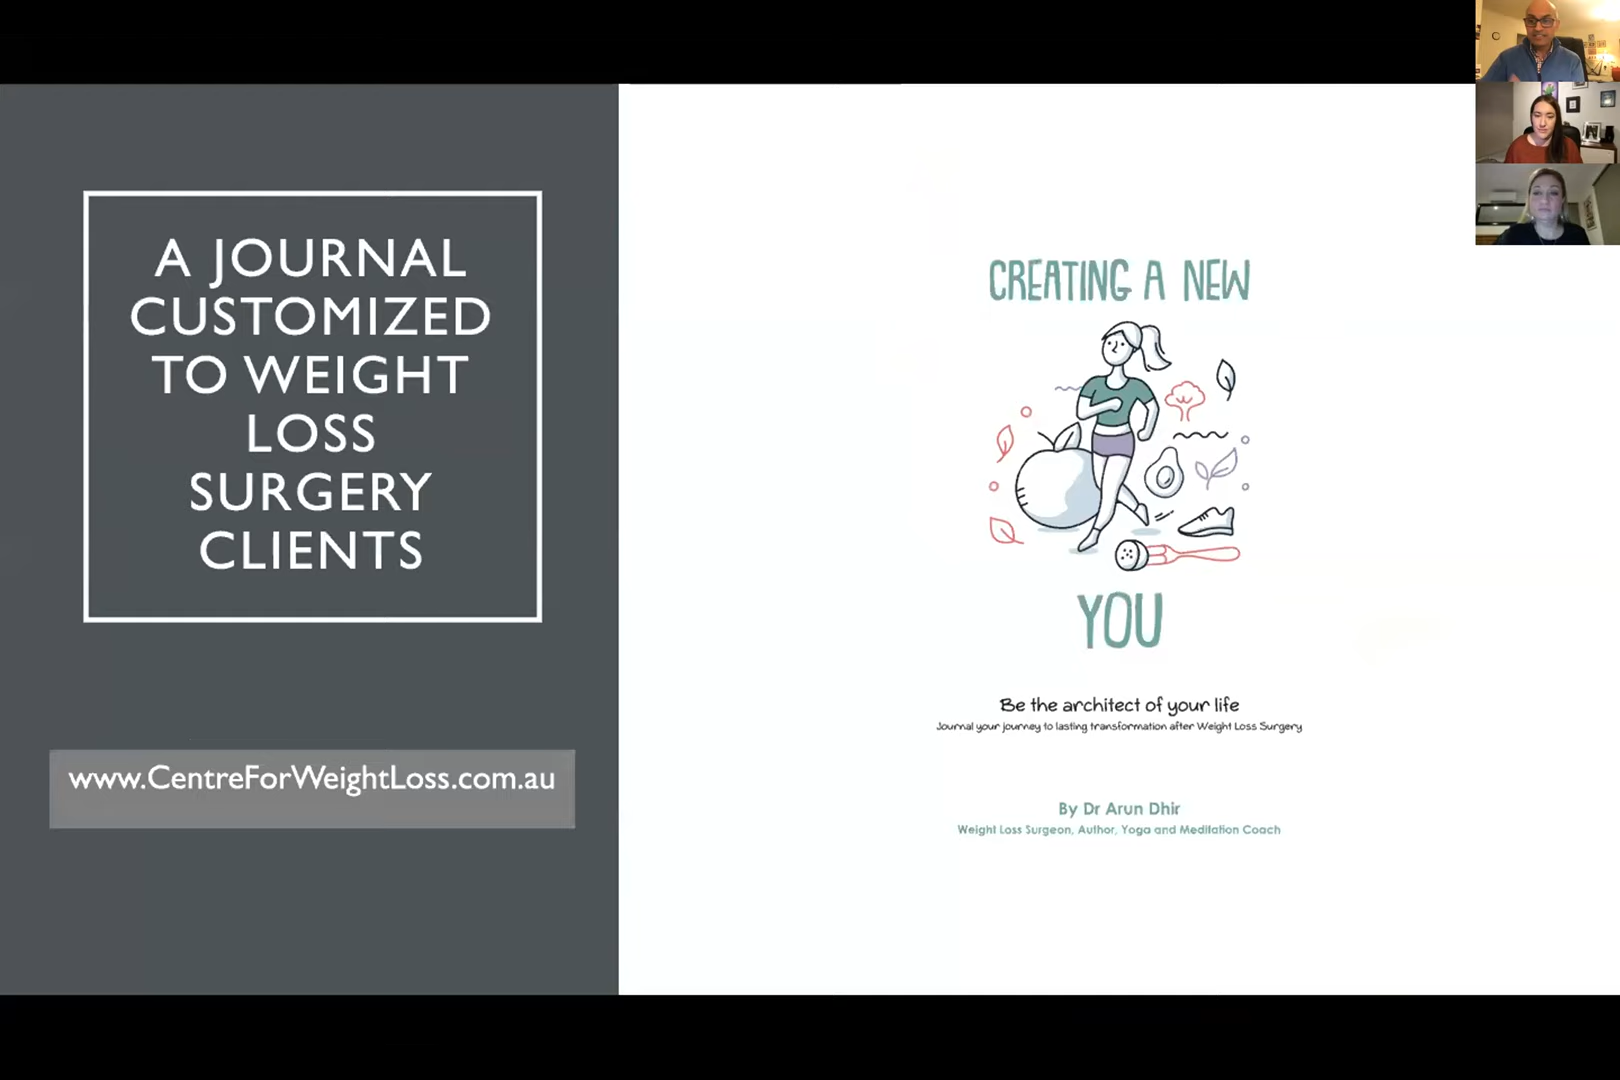 A JOURNAL
CUSTOMIZED
TO WEIGHT
LOSS
SURGERY
CLIENTS
www.CentreForWeightLoss.com.au
CREATING A NEW
YOU
Be the architect of your life
Journal your journey to lasting transformation after Weight Loss Surgery
By Dr Arun Dhir
Weight Loss Surgeon, Author, Yoga and Meditation Coach